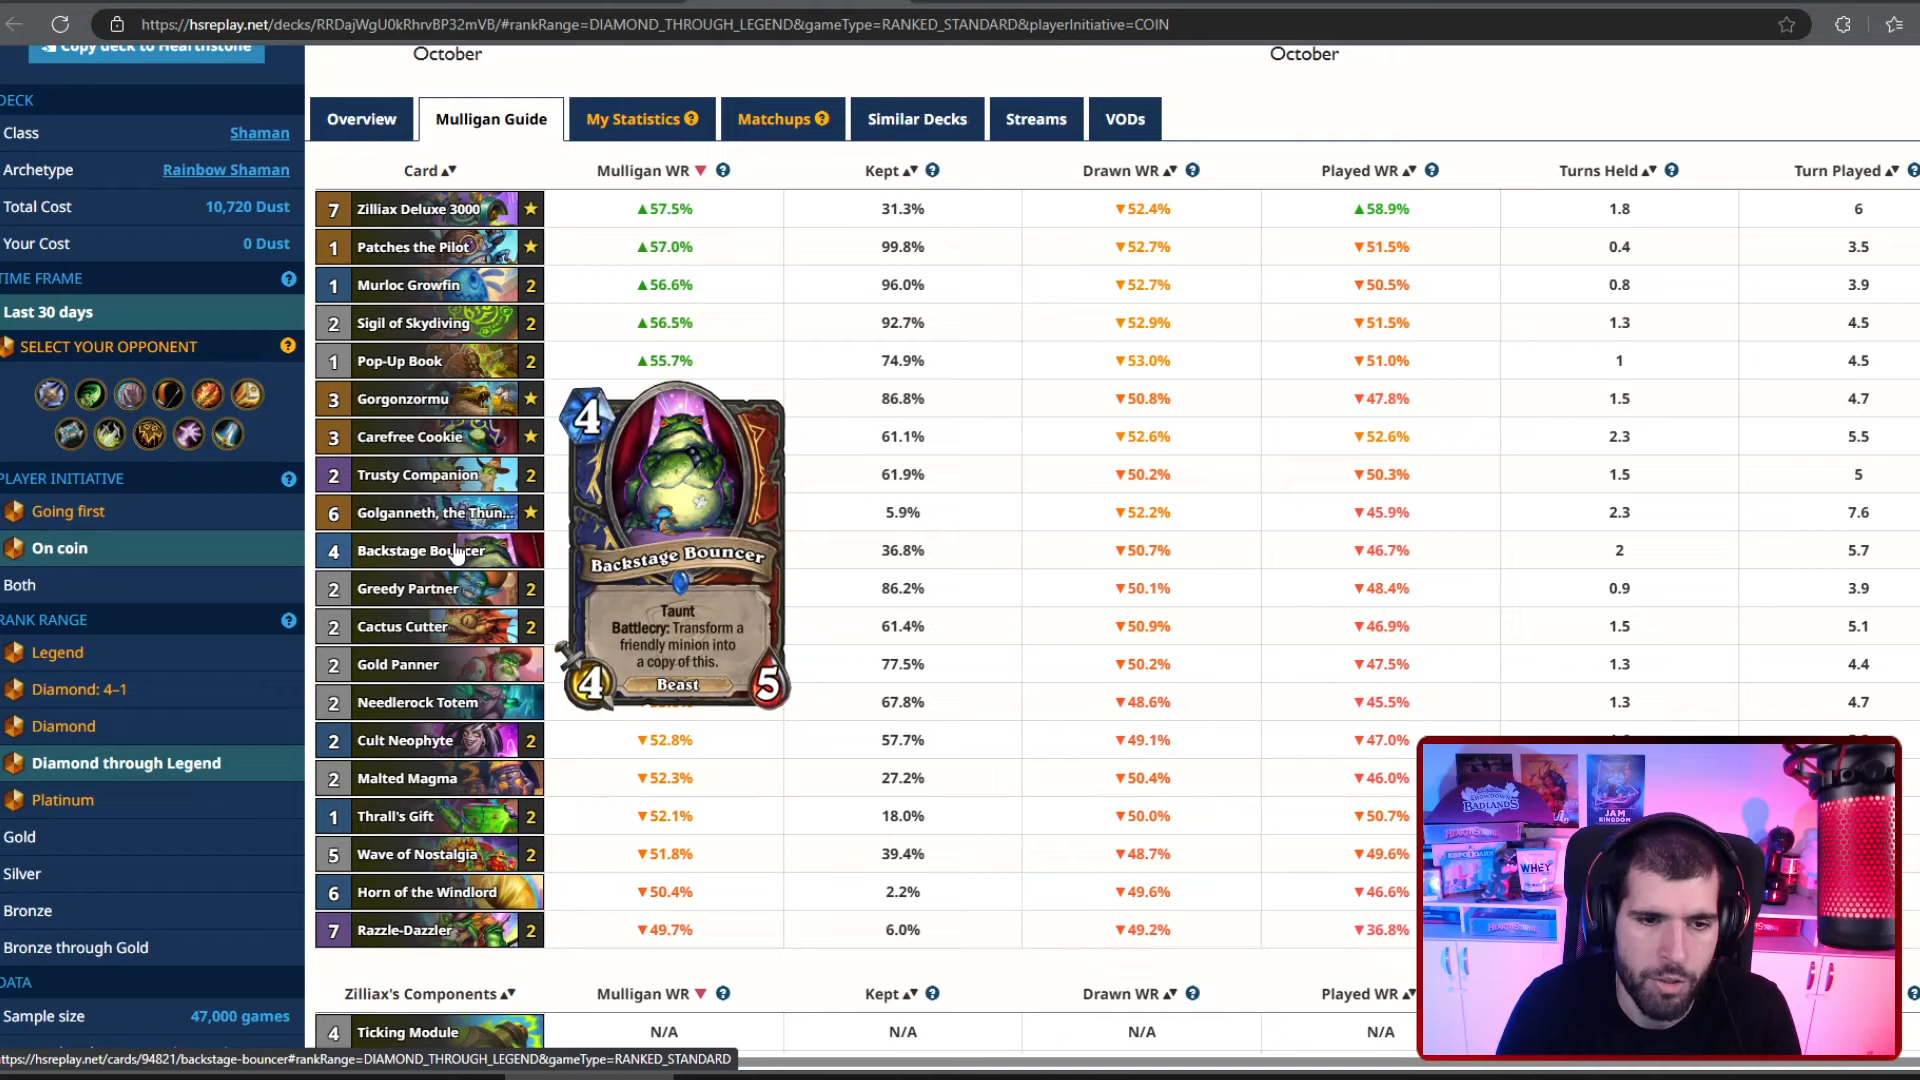 https://hsreplay.net/decks/RRDajWgU0kRhrvBP32mVB/#rankRange=DIAMOND_THROUGH_LEGEND&gameType=RANKED_STANDARD&playerInitiative=COIN
Copy deck to Hearthstone
October
October
Overview
Mulligan Guide
My Statistics
Matchups
Similar Decks
Streams
VODs
DECK
Class Shaman
Archetype Rainbow Shaman
Total Cost 10,720 Dust
Your Cost 0 Dust
TIME FRAME
Last 30 days
SELECT YOUR OPPONENT
PLAYER INITIATIVE
Going first
On coin
Both
RANK RANGE
Legend
Diamond: 4–1
Diamond
Diamond through Legend
Platinum
Gold
Silver
Bronze
Bronze through Gold
DATA
Sample size 47,000 games
Card Mulligan WR Kept Drawn WR Played WR Turns Held Turn Played
7 Zilliax Deluxe 3000 ▲57.5% 31.3% ▼52.4% ▲58.9% 1.8 6
1 Patches the Pilot ▲57.0% 99.8% ▼52.7% ▼51.5% 0.4 3.5
1 Murloc Growfin 2 ▲56.6% 96.0% ▼52.7% ▼50.5% 0.8 3.9
2 Sigil of Skydiving 2 ▲56.5% 92.7% ▼52.9% ▼51.5% 1.3 4.5
1 Pop-Up Book 2 ▲55.7% 74.9% ▼53.0% ▼51.0% 1 4.5
3 Gorgonzormu 86.8% ▼50.8% ▼47.8% 1.5 4.7
3 Carefree Cookie 61.1% ▼52.6% ▼52.6% 2.3 5.5
2 Trusty Companion 2 61.9% ▼50.2% ▼50.3% 1.5 5
6 Golganneth, the Thun... 5.9% ▼52.2% ▼45.9% 2.3 7.6
4 Backstage Bouncer 36.8% ▼50.7% ▼46.7% 2 5.7
2 Greedy Partner 2 86.2% ▼50.1% ▼48.4% 0.9 3.9
2 Cactus Cutter 2 61.4% ▼50.9% ▼46.9% 1.5 5.1
2 Gold Panner 77.5% ▼50.2% ▼47.5% 1.3 4.4
2 Needlerock Totem 67.8% ▼48.6% ▼45.5% 1.3 4.7
2 Cult Neophyte 2 ▼52.8% 57.7% ▼49.1% ▼47.0%
2 Malted Magma 2 ▼52.3% 27.2% ▼50.4% ▼46.0%
1 Thrall's Gift 2 ▼52.1% 18.0% ▼50.0% ▼50.7%
5 Wave of Nostalgia 2 ▼51.8% 39.4% ▼48.7% ▼49.6%
6 Horn of the Windlord ▼50.4% 2.2% ▼49.6% ▼46.6%
7 Razzle-Dazzler 2 ▼49.7% 6.0% ▼49.2% ▼36.8%
4
Backstage Bouncer
Taunt
Battlecry: Transform a
friendly minion into
a copy of this.
4 Beast 5
Zilliax's Components Mulligan WR Kept Drawn WR Played WR
4 Ticking Module N/A N/A N/A N/A
https://hsreplay.net/cards/94821/backstage-bouncer#rankRange=DIAMOND_THROUGH_LEGEND&gameType=RANKED_STANDARD
BADLANDS
JAM
KINGDOM
WHEY